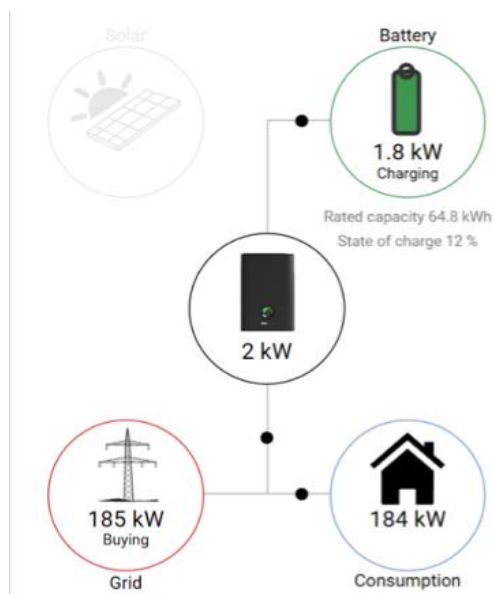 Solar
Battery
1.8 kW
Charging
Rated capacity 64.8 kWh
State of charge 12 %
2 kW
185 kW
Buying
Grid
184 kW
Consumption